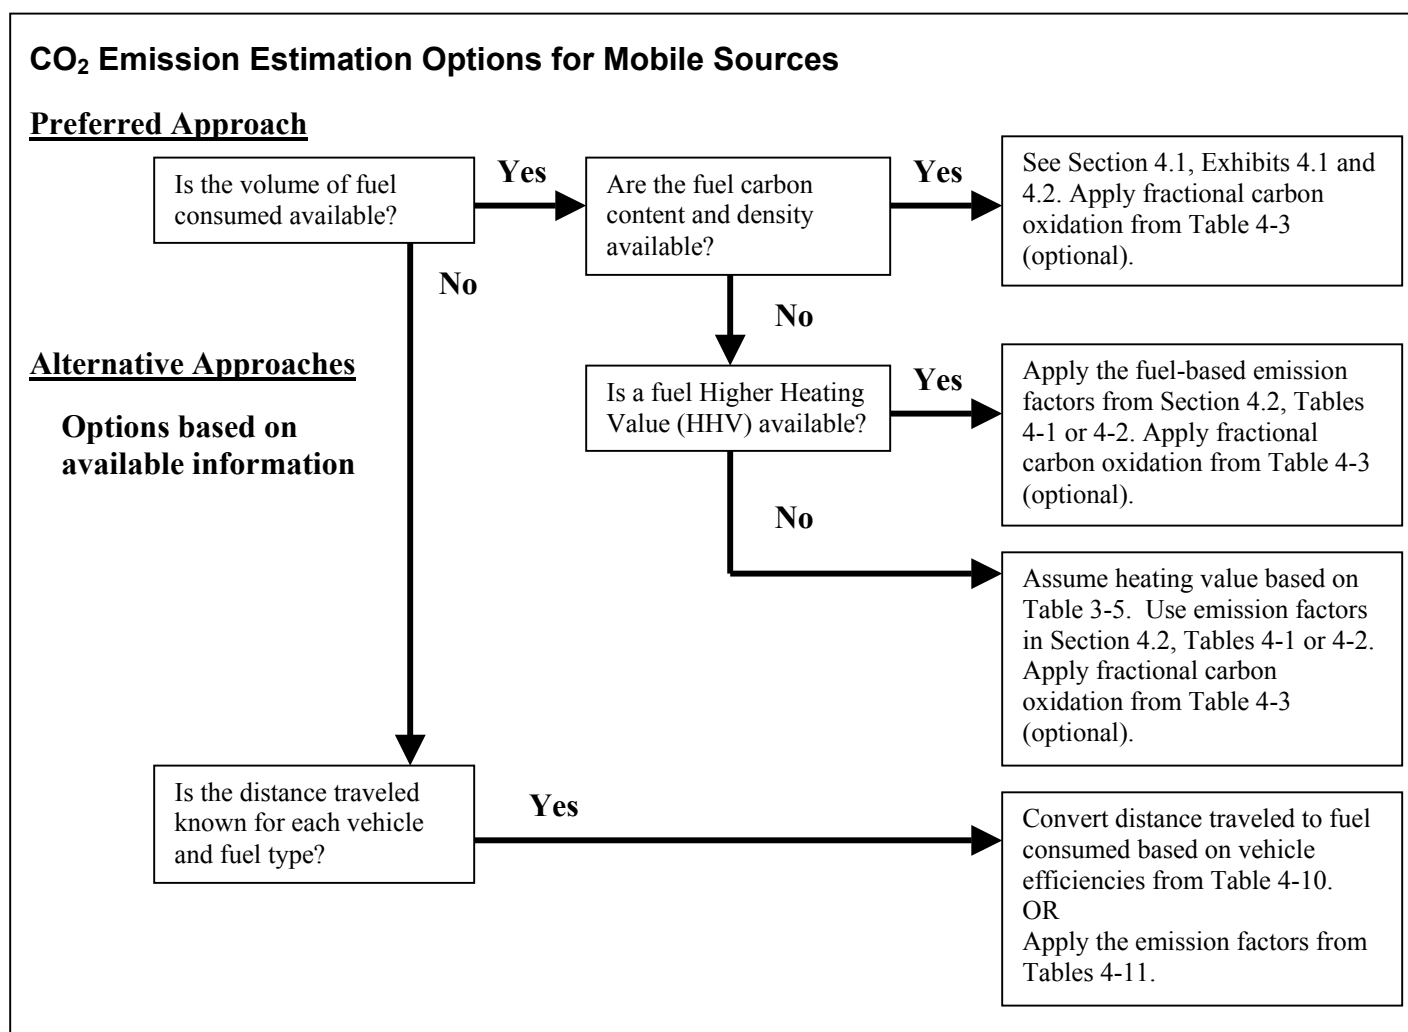 CO₂ Emission Estimation Options for Mobile Sources
Preferred Approach
Is the volume of fuel
consumed available?
Yes
Are the fuel carbon
content and density
available?
Yes
See Section 4.1, Exhibits 4.1 and
4.2. Apply fractional carbon
oxidation from Table 4-3
(optional).
No
No
Alternative Approaches
Options based on
available information
Is a fuel Higher Heating
Value (HHV) available?
Yes
Apply the fuel-based emission
factors from Section 4.2, Tables
4-1 or 4-2. Apply fractional
carbon oxidation from Table 4-3
(optional).
No
Assume heating value based on
Table 3-5.  Use emission factors
in Section 4.2, Tables 4-1 or 4-2.
Apply fractional carbon
oxidation from Table 4-3
(optional).
Is the distance traveled
known for each vehicle
and fuel type?
Yes
Convert distance traveled to fuel
consumed based on vehicle
efficiencies from Table 4-10.
OR
Apply the emission factors from
Tables 4-11.